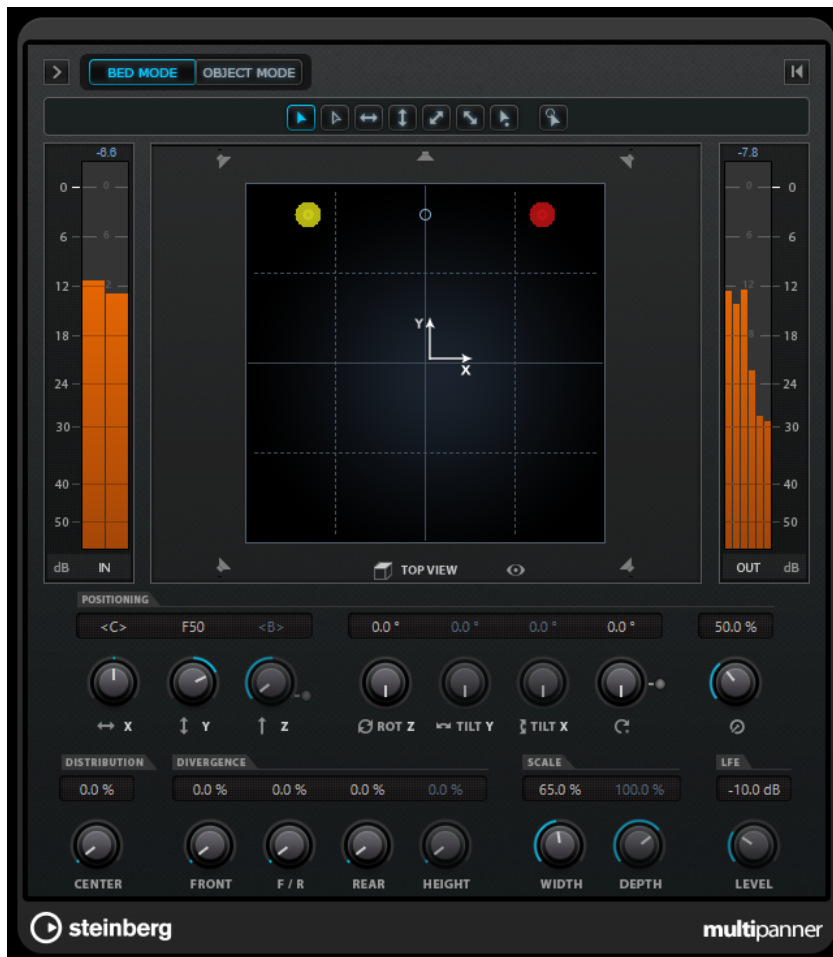 BED MODE OBJECT MODE
-6.6 -7.8
0 0 0 0
6 6 6 6
12 2 12 12
18 8 18
24 24
30 30
40 40
50 50
Y
X
dB IN TOP VIEW OUT dB
POSITIONING
<C> F50 <B> 0.0 ° 0.0 ° 0.0 ° 0.0 ° 50.0 %
X Y Z ROT Z TILT Y TILT X
DISTRIBUTION DIVERGENCE SCALE LFE
0.0 % 0.0 % 0.0 % 0.0 % 0.0 % 65.0 % 100.0 % -10.0 dB
CENTER FRONT F / R REAR HEIGHT WIDTH DEPTH LEVEL
steinberg multipanner